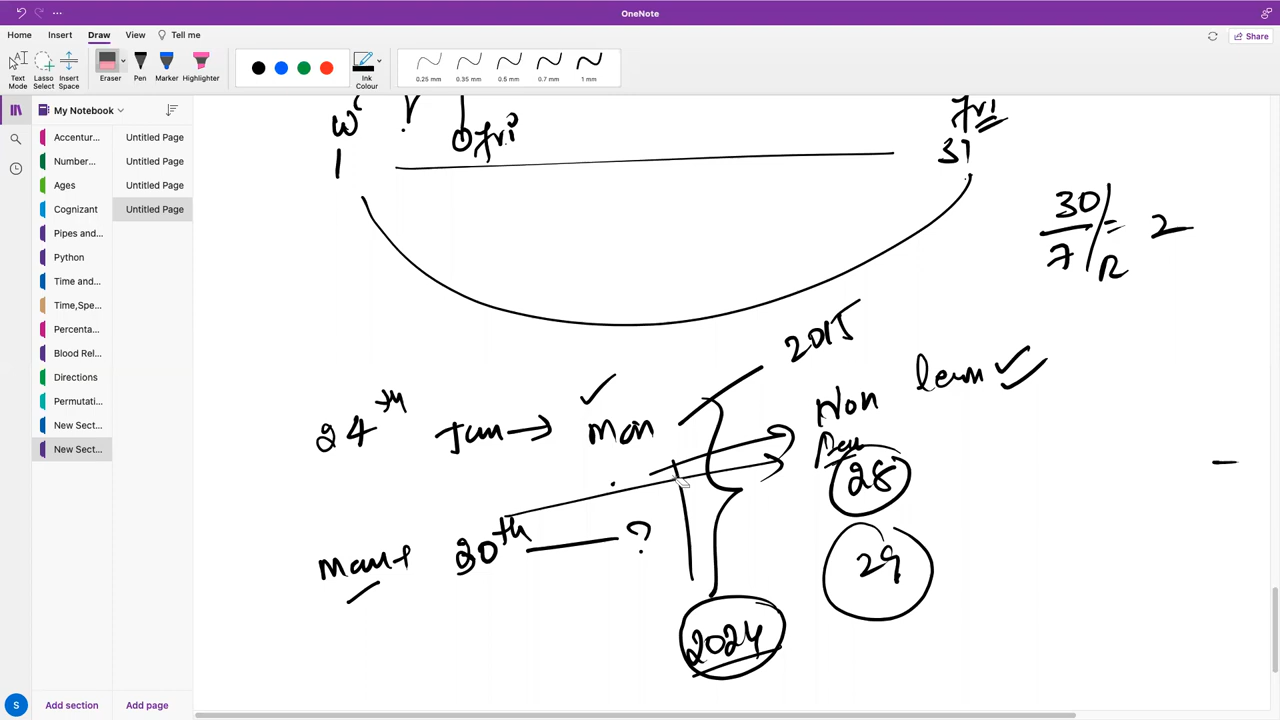 OneNote
Home Insert Draw View Tell me
Share
Text Mode
Lasso Select
Insert Space
Eraser
Pen
Marker
Highlighter
Ink Colour
0.25 mm
0.35 mm
0.5 mm
0.7 mm
1 mm
My Notebook
Accentur...
Number...
Ages
Cognizant
Pipes and...
Python
Time and...
Time,Spe...
Percenta...
Blood Rel...
Directions
Permutati...
New Sect...
New Sect...
Untitled Page
Untitled Page
Untitled Page
Untitled Page
S
Add section
Add page
Fri
Fri
1
31
30/7 R = 2
2015
24th Jan → Mon
Non
28
30th ?
29
2024